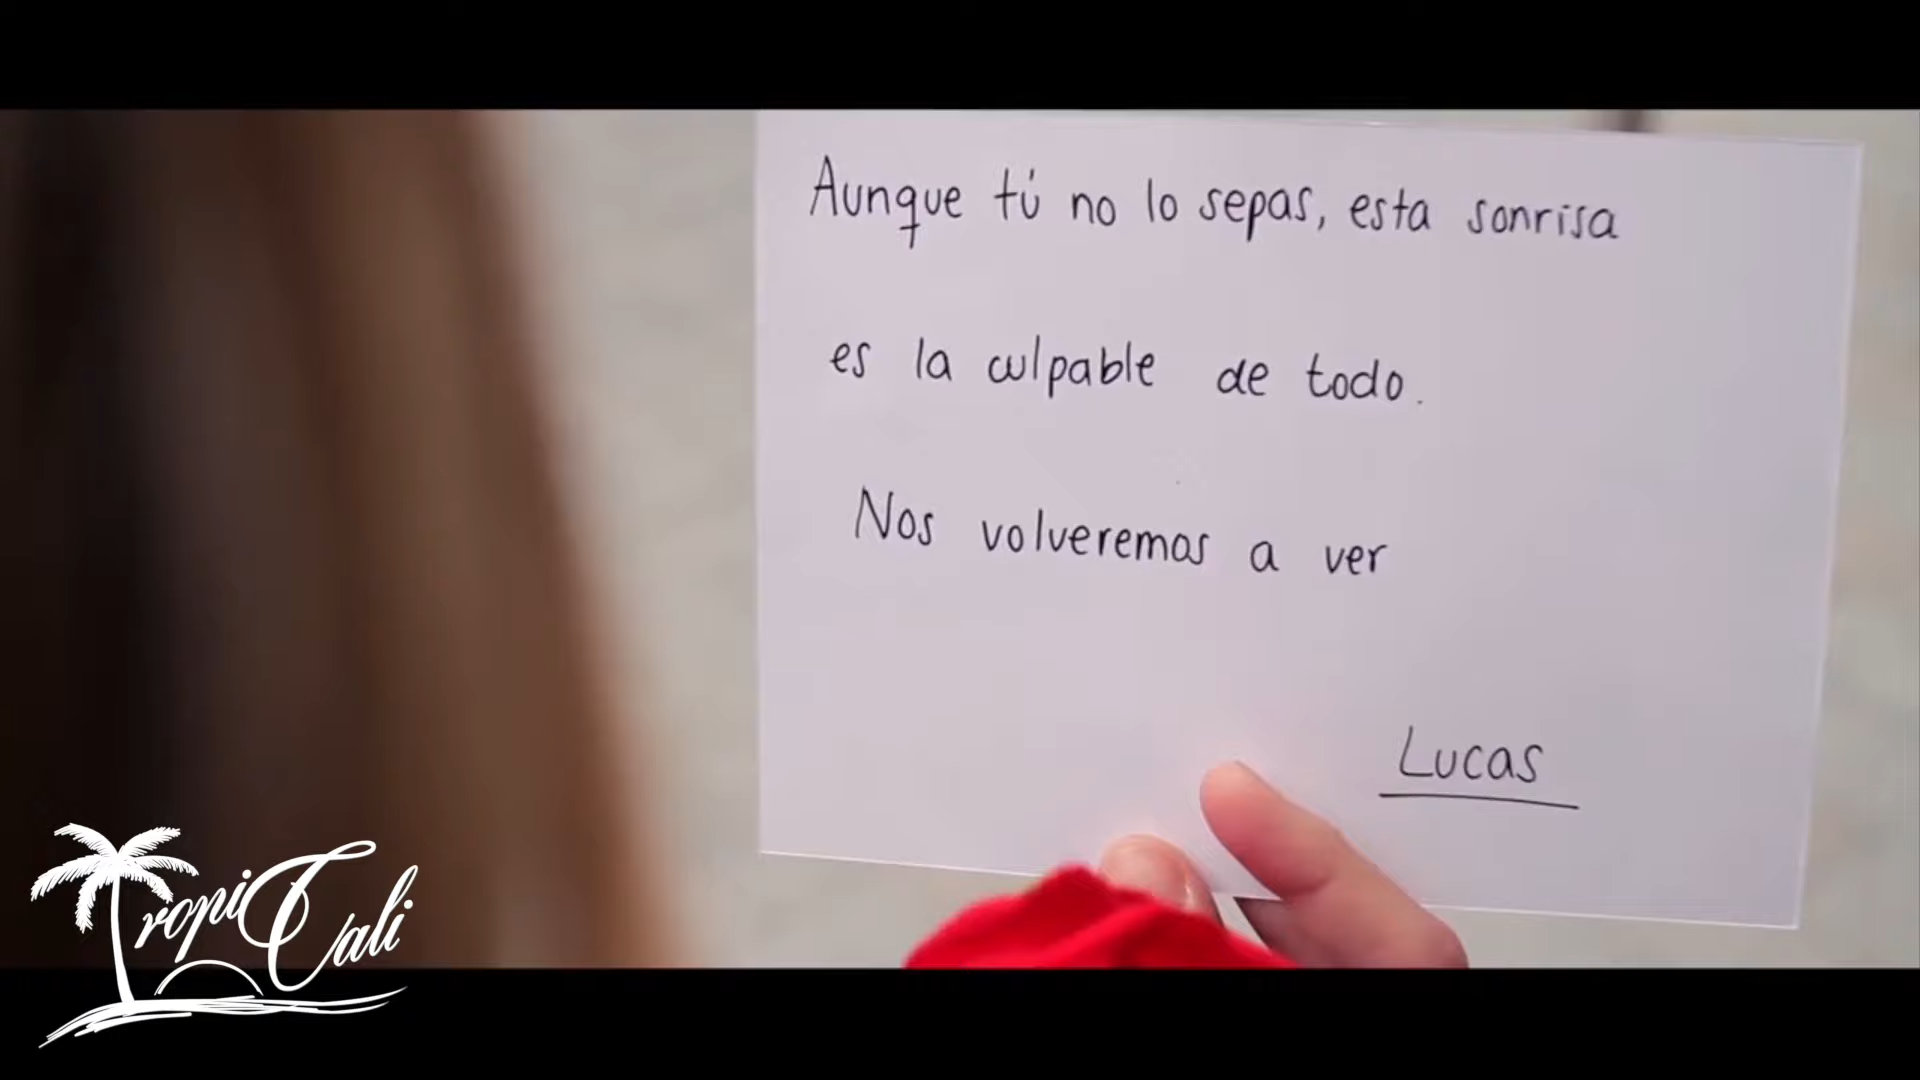 Aunque tú no lo sepas, esta sonrisa
es la culpable de todo.
Nos volveremos a ver
Lucas
TropiCali